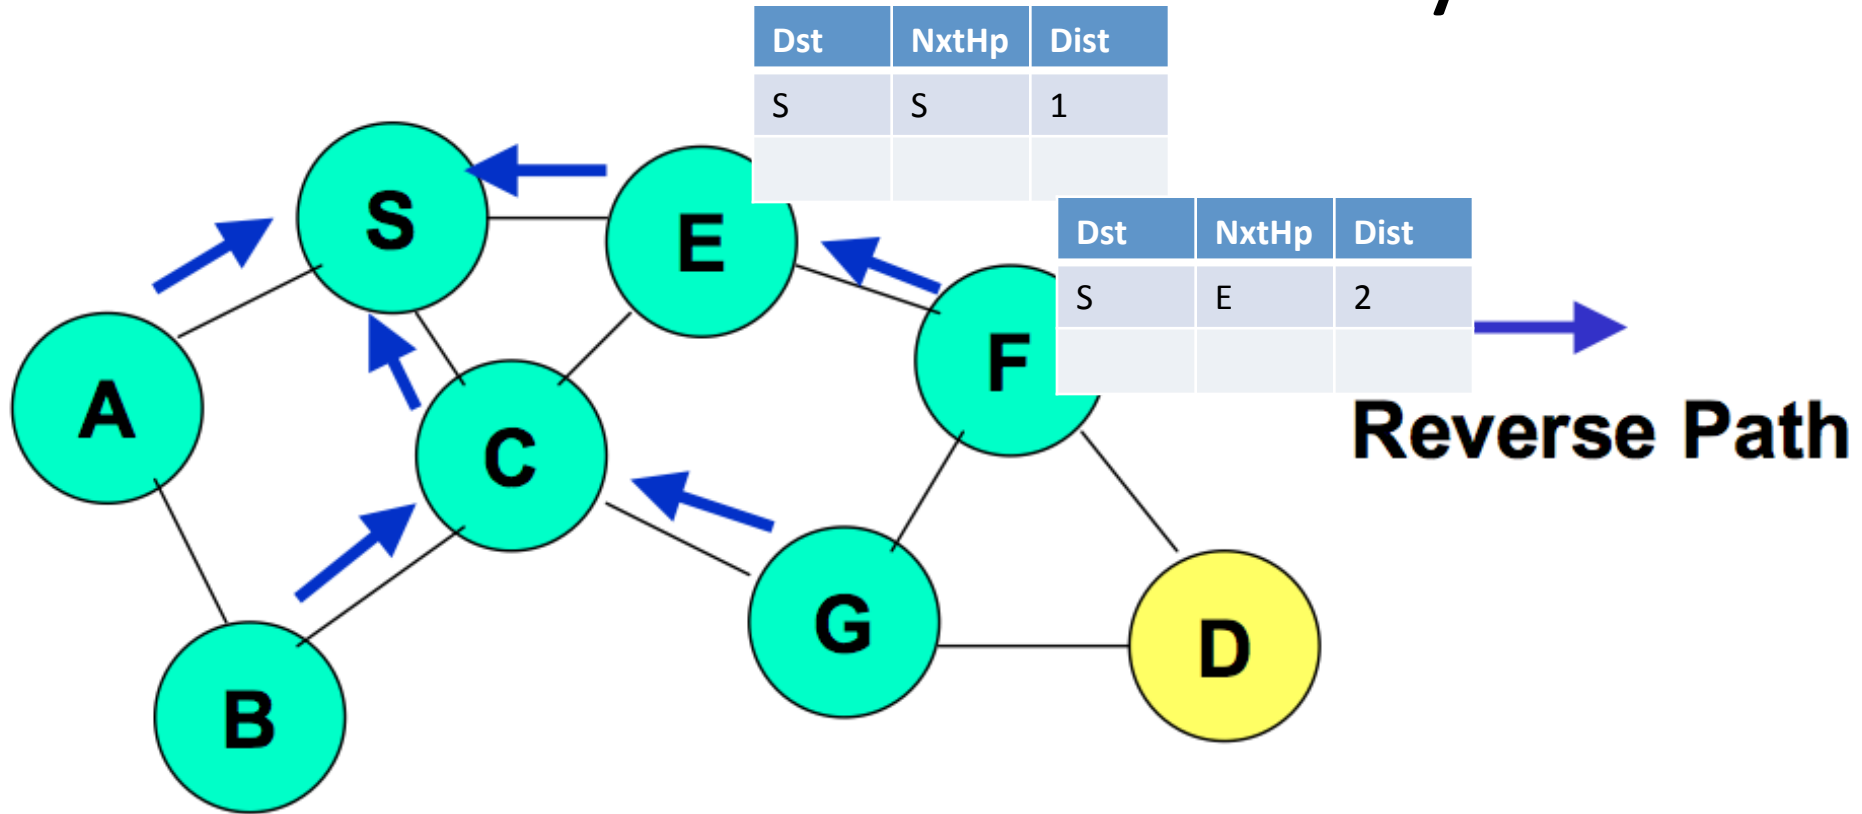 Dst NxtHp Dist
S S 1
Dst NxtHp Dist
S E 2
S
E
F
A
C
Reverse Path
G
D
B